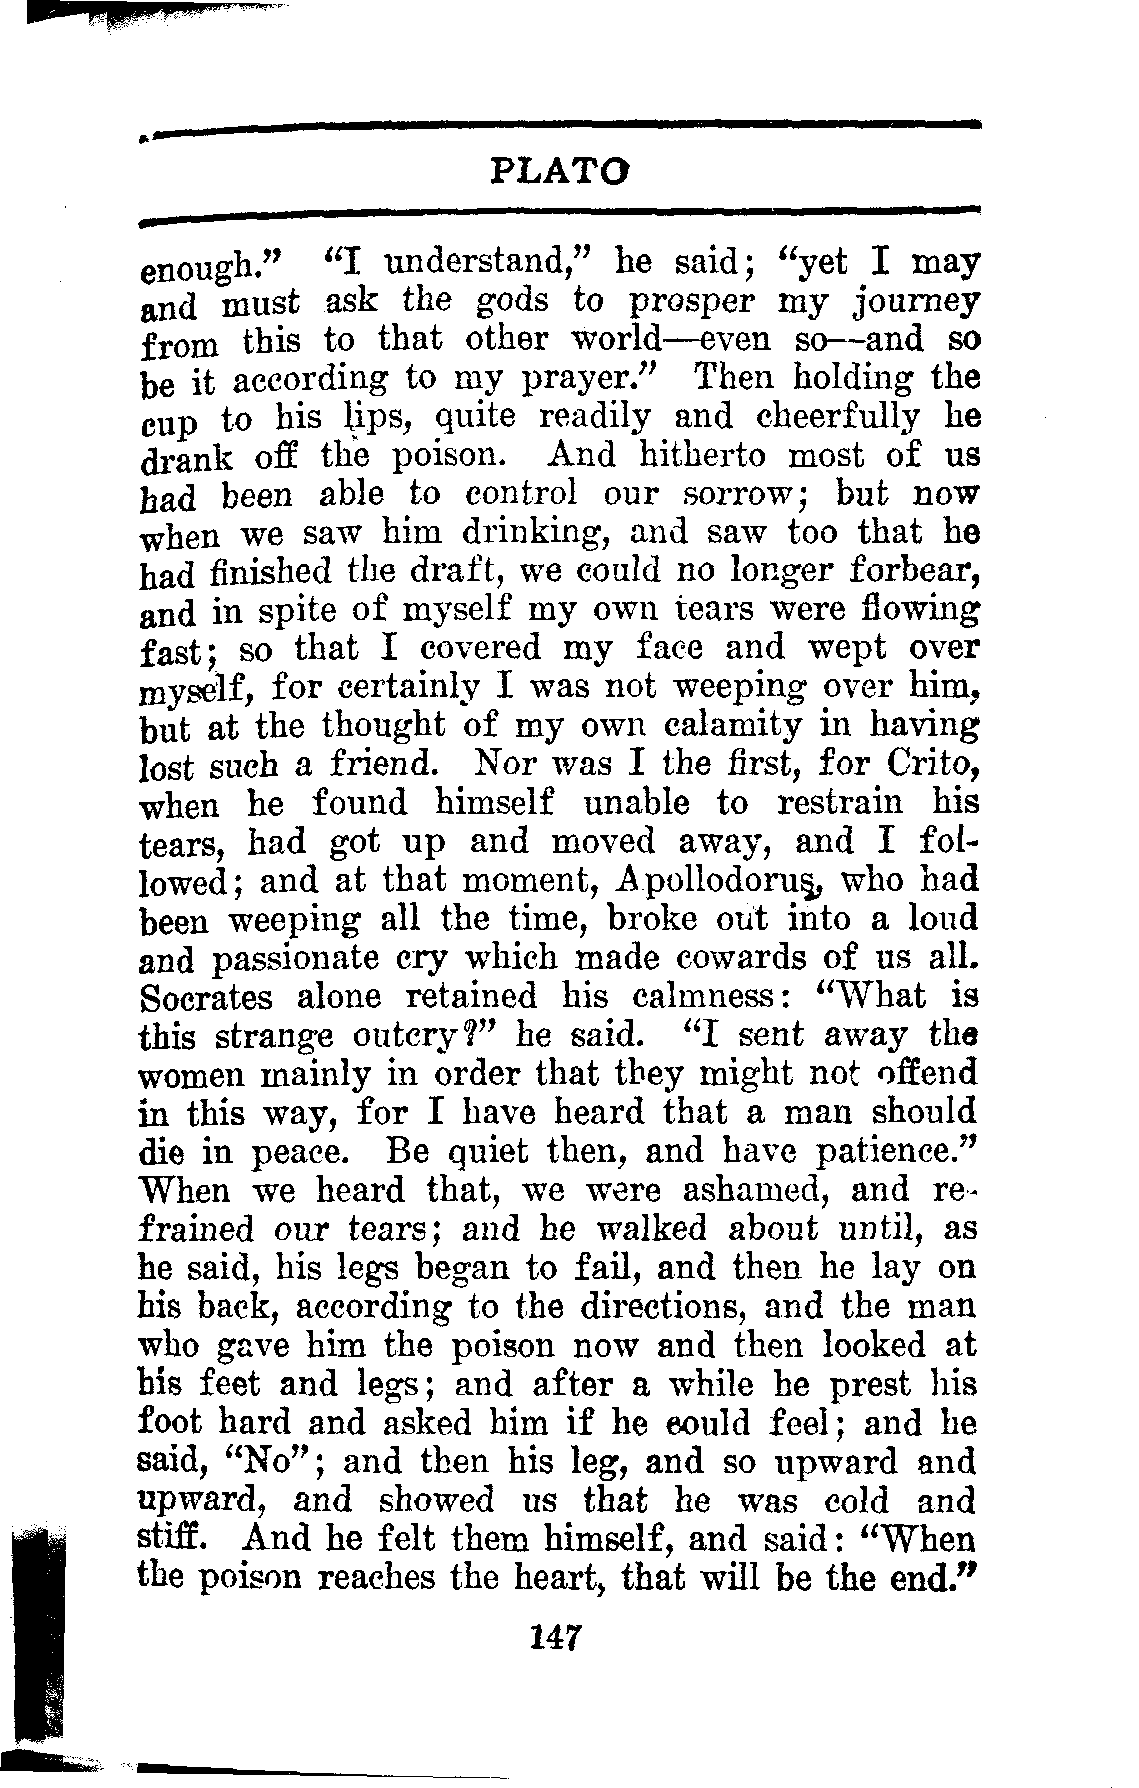 PLATO
enough." "I understand," he said; "yet I may
and must ask the gods to prosper my journey
from this to that other world—even so—and so
be it according to my prayer." Then holding the
cup to his lips, quite readily and cheerfully he
drank off the poison. And hitherto most of us
had been able to control our sorrow; but now
when we saw him drinking, and saw too that he
had finished the draft, we could no longer forbear,
and in spite of myself my own tears were flowing
fast; so that I covered my face and wept over
myself, for certainly I was not weeping over him,
but at the thought of my own calamity in having
lost such a friend. Nor was I the first, for Crito,
when he found himself unable to restrain his
tears, had got up and moved away, and I fol-
lowed; and at that moment, Apollodorus, who had
been weeping all the time, broke out into a loud
and passionate cry which made cowards of us all.
Socrates alone retained his calmness: "What is
this strange outcry?" he said. "I sent away the
women mainly in order that they might not offend
in this way, for I have heard that a man should
die in peace. Be quiet then, and have patience."
When we heard that, we were ashamed, and re-
frained our tears; and he walked about until, as
he said, his legs began to fail, and then he lay on
his back, according to the directions, and the man
who gave him the poison now and then looked at
his feet and legs; and after a while he prest his
foot hard and asked him if he could feel; and he
said, "No"; and then his leg, and so upward and
upward, and showed us that he was cold and
stiff. And he felt them himself, and said: "When
the poison reaches the heart, that will be the end."
147